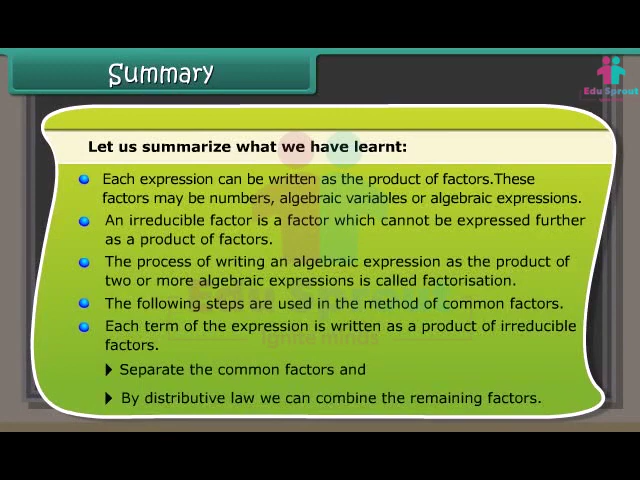 Summary
Edu Sprout
Let us summarize what we have learnt:
Each expression can be written as the product of factors.These
factors may be numbers, algebraic variables or algebraic expressions.
An irreducible factor is a factor which cannot be expressed further
as a product of factors.
The process of writing an algebraic expression as the product of
two or more algebraic expressions is called factorisation.
The following steps are used in the method of common factors.
Each term of the expression is written as a product of irreducible
factors.
Separate the common factors and
By distributive law we can combine the remaining factors.
Edu Sprout
ignite minds